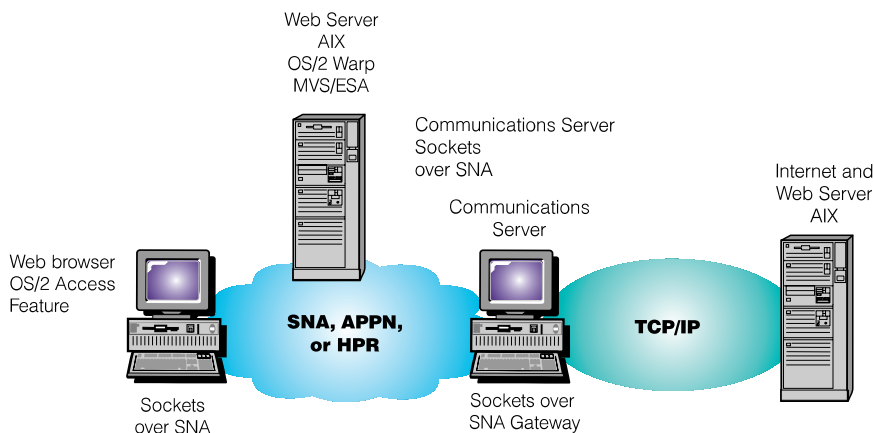 Web Server
AIX
OS/2 Warp
MVS/ESA
Communications Server
Sockets
over SNA
Internet and
Web Server
AIX
Communications
Server
Web browser
OS/2 Access
Feature
SNA, APPN,
or HPR
TCP/IP
Sockets
over SNA
Sockets over
SNA Gateway